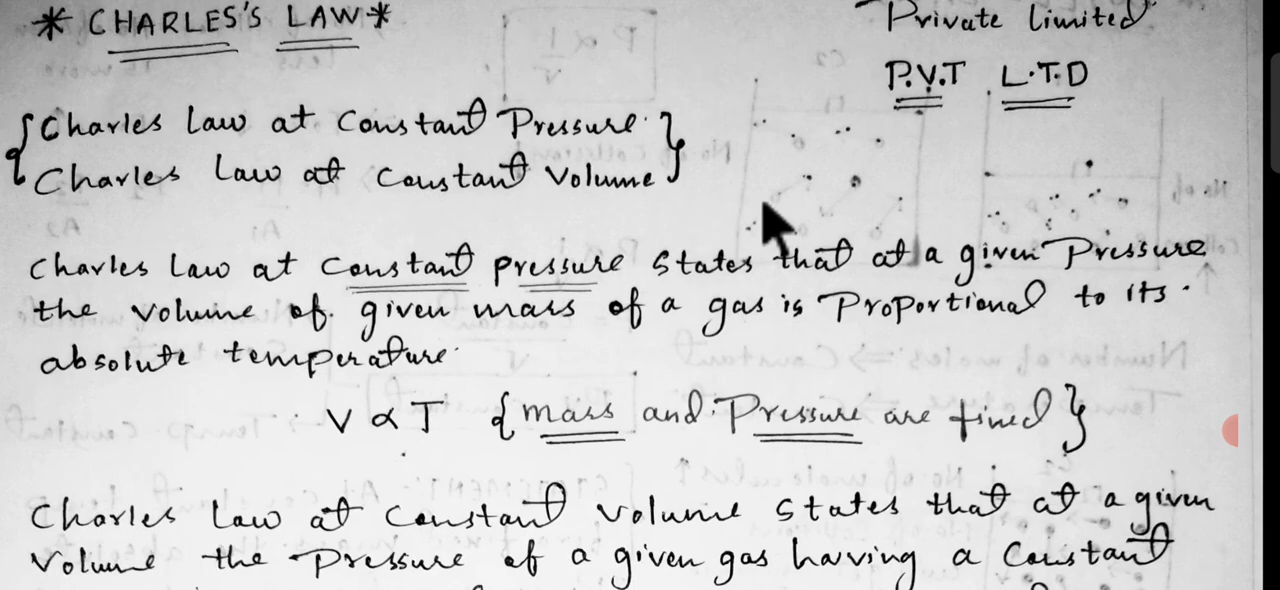 * CHARLES'S LAW *
Private Limited
P.V.T L.T.D
{ Charles Law at Constant Pressure }
{ Charles Law at Constant Volume }
Charles Law at Constant pressure states that at a given Pressure
the volume of given mass of a gas is Proportional to its
absolute temperature
V ∝ T { mass and Pressure are fixed }
Charles Law at Constant Volume states that at a given
Volume the Pressure of a given gas having a Constant